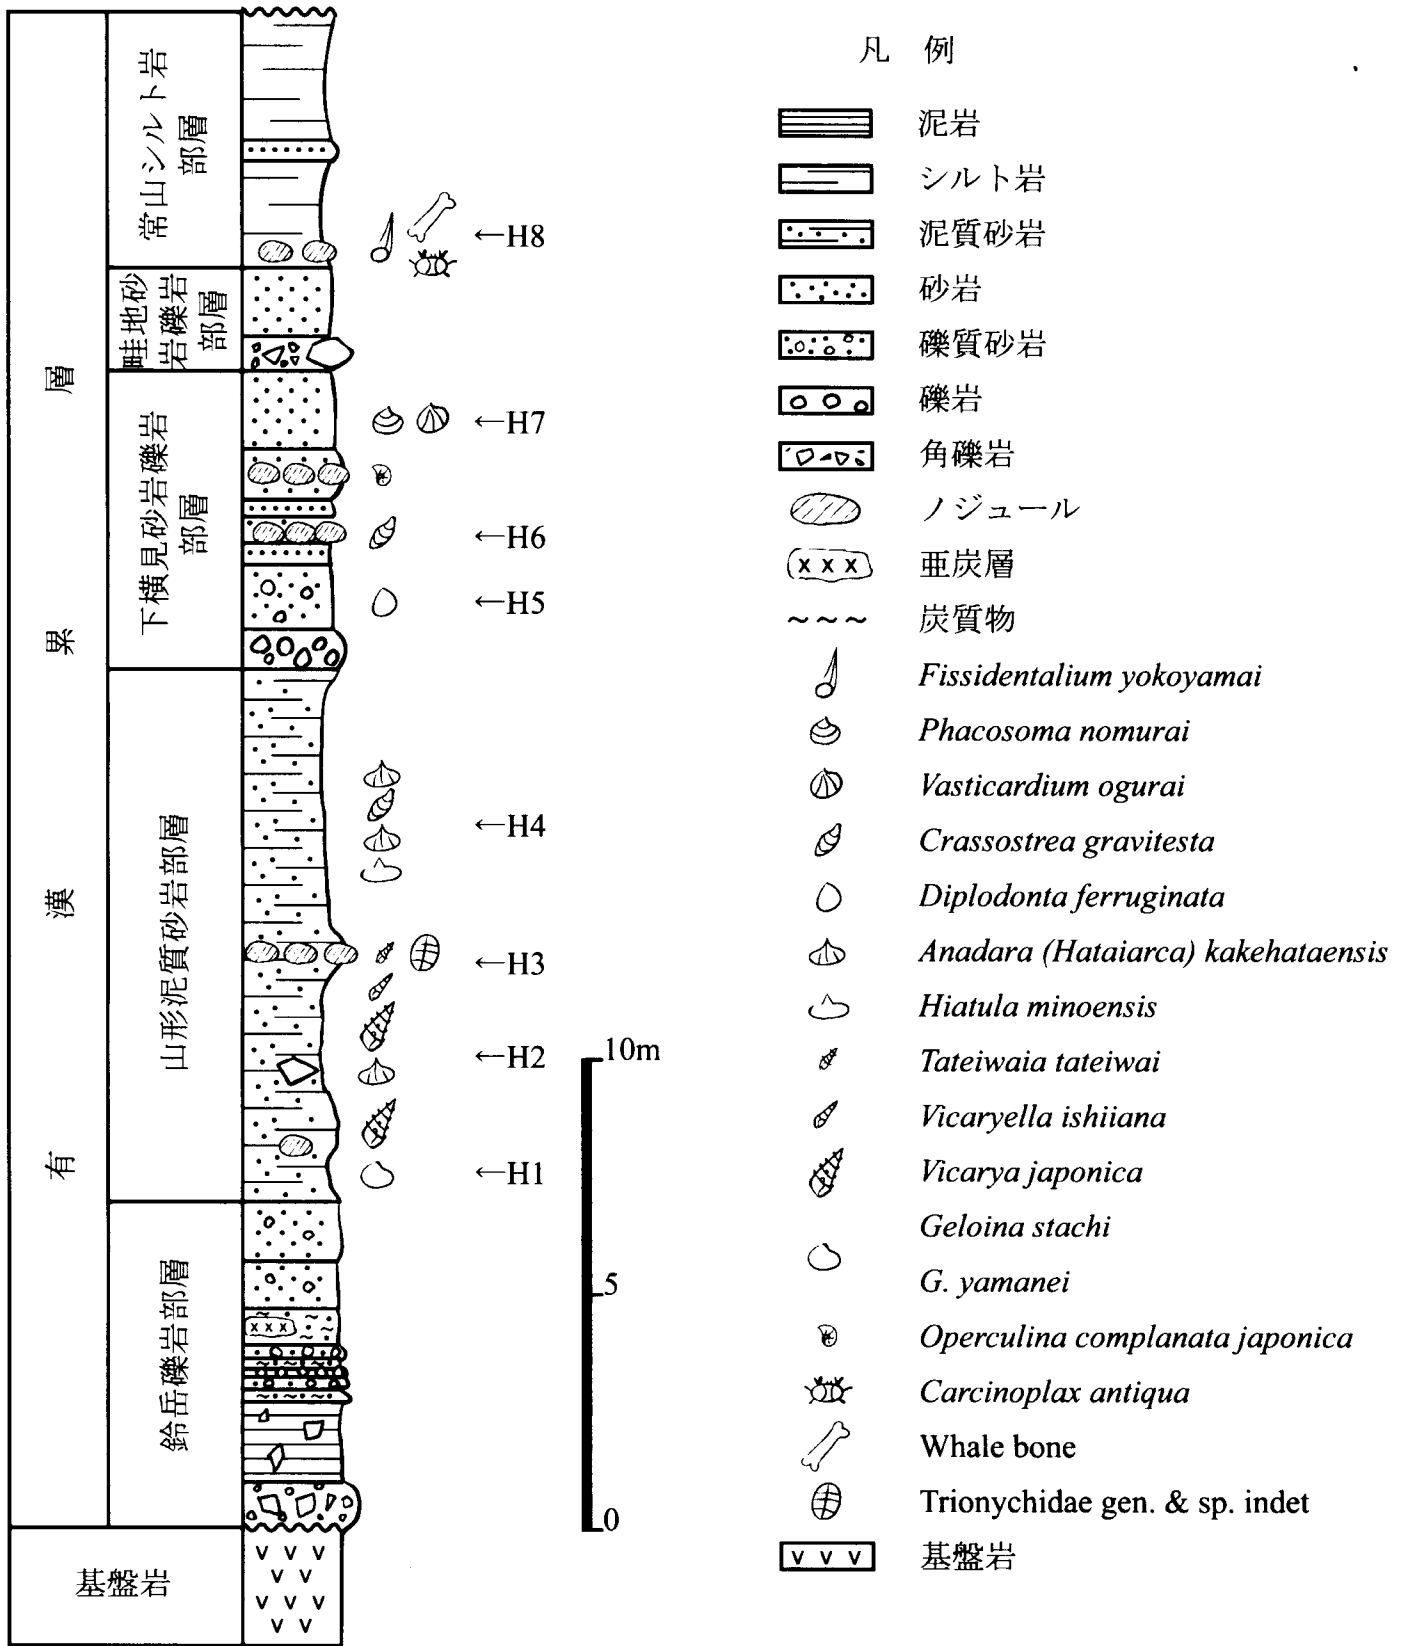 常山シルト岩
部層
畦地砂
岩礫岩
部層
下横見砂岩礫岩
部層
山形泥質砂岩部層
鈴岳礫岩部層
有漢累層
基盤岩
←H8
←H7
←H6
←H5
←H4
←H3
←H2
←H1
10m
5
0
x x x
v v v
v v
v v v
v v
凡 例
泥岩
シルト岩
泥質砂岩
砂岩
礫質砂岩
礫岩
角礫岩
ノジュール
x x x 亜炭層
~ ~ ~ 炭質物
Fissidentalium yokoyamai
Phacosoma nomurai
Vasticardium ogurai
Crassostrea gravitesta
Diplodonta ferruginata
Anadara (Hataiarca) kakehataensis
Hiatula minoensis
Tateiwaia tateiwai
Vicaryella ishiiana
Vicarya japonica
Geloina stachi
G. yamanei
Operculina complanata japonica
Carcinoplax antiqua
Whale bone
Trionychidae gen. & sp. indet
v v v 基盤岩